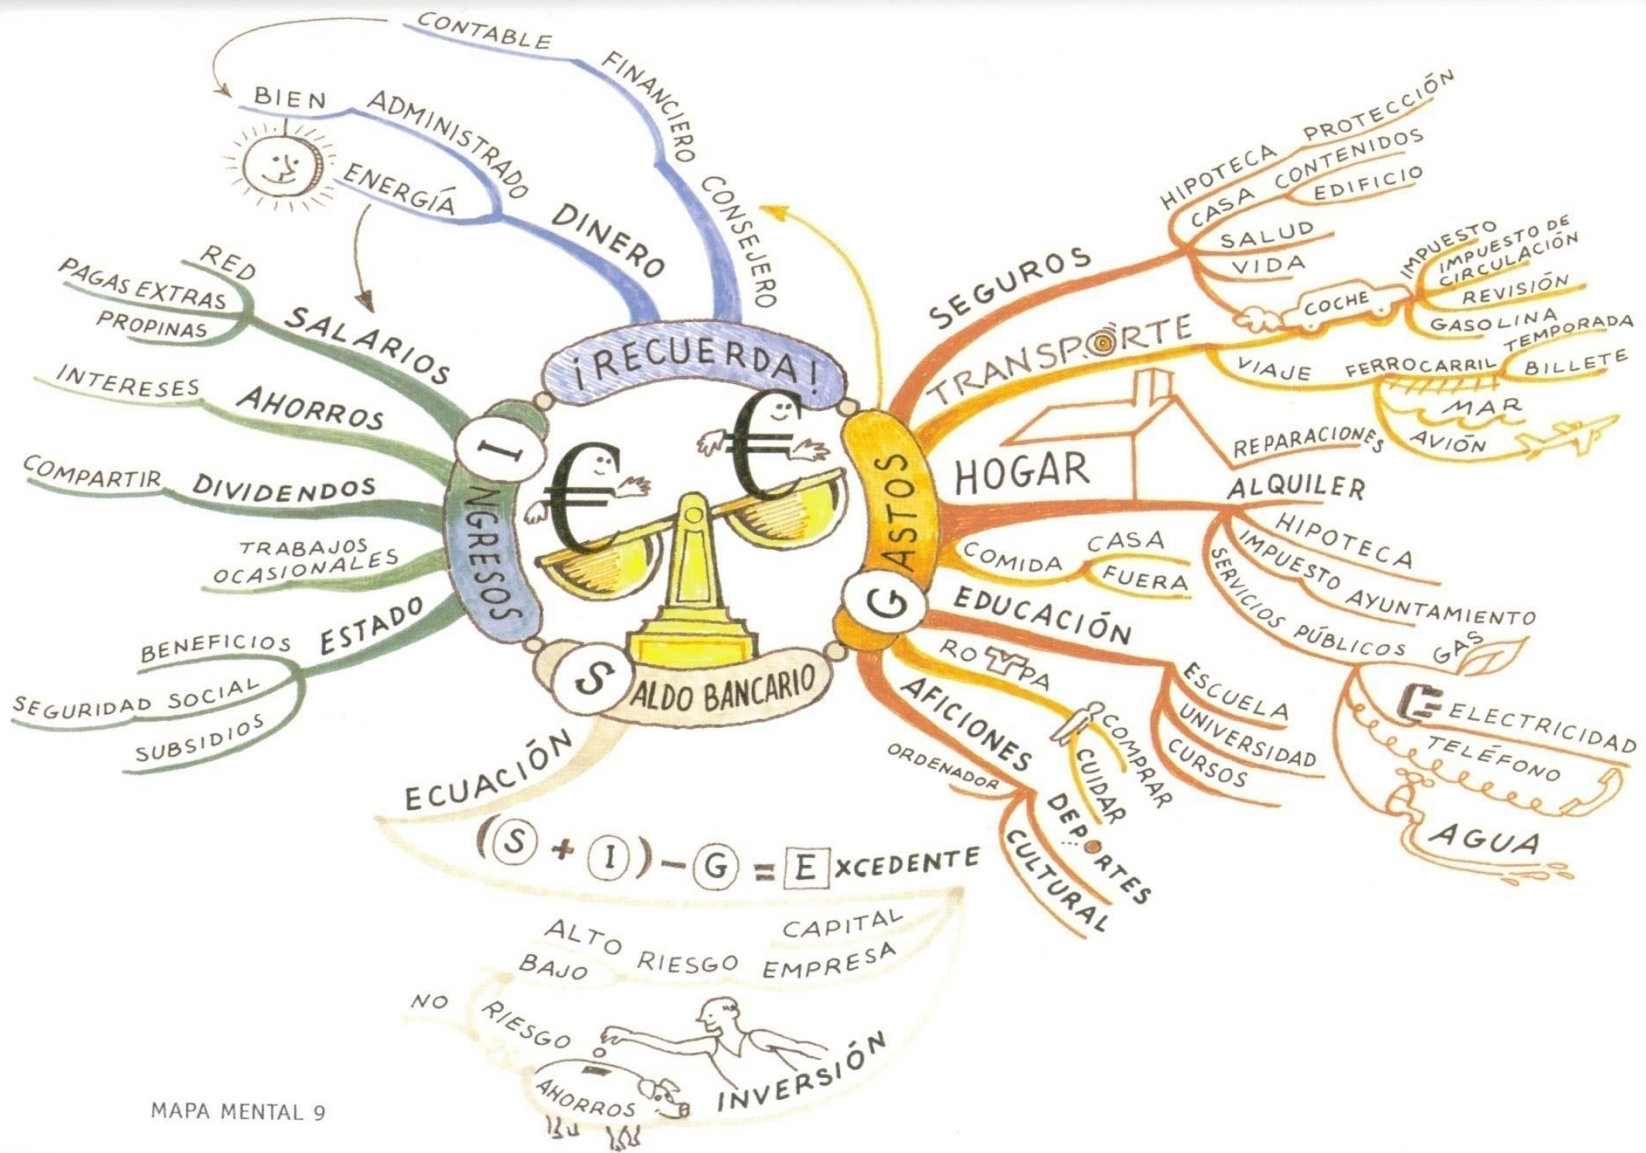 CONTABLE
FINANCIERO
CONSEJERO
BIEN
ADMINISTRADO
ENERGÍA
DINERO
¡RECUERDA!
RED
PAGAS EXTRAS
PROPINAS
SALARIOS
INTERESES
AHORROS
COMPARTIR
DIVIDENDOS
TRABAJOS
OCASIONALES
BENEFICIOS
SEGURIDAD SOCIAL
SUBSIDIOS
ESTADO
INGRESOS
€
€
GASTOS
SALDO BANCARIO
SEGUROS
HIPOTECA
PROTECCIÓN
CASA
CONTENIDOS
EDIFICIO
SALUD
VIDA
COCHE
IMPUESTO
IMPUESTO DE
CIRCULACIÓN
REVISIÓN
GASOLINA
TRANSPORTE
VIAJE
FERROCARRIL
TEMPORADA
BILLETE
MAR
AVIÓN
HOGAR
REPARACIONES
ALQUILER
HIPOTECA
IMPUESTO AYUNTAMIENTO
SERVICIOS PÚBLICOS
GAS
ELECTRICIDAD
TELÉFONO
AGUA
COMIDA
CASA
FUERA
EDUCACIÓN
ESCUELA
UNIVERSIDAD
CURSOS
ROPA
COMPRAR
CUIDAR
AFICIONES
ORDENADOR
DEPORTES
CULTURAL
ECUACIÓN
(S + I) - G = EXCEDENTE
CAPITAL
EMPRESA
ALTO
RIESGO
BAJO
NO
RIESGO
AHORROS
INVERSIÓN
MAPA MENTAL 9